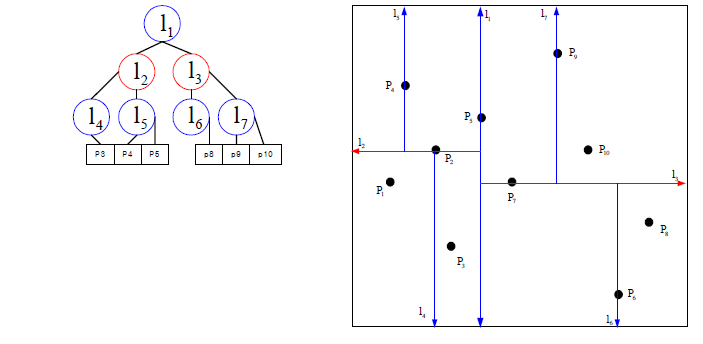 l₁
l₂ l₃
l₄ l₅ l₆ l₇
P3 P4 P5 p8 p9 p10
l₅ l₁ l₇
P₉
P₄
P₅
l₂
P₂ P₁₀
l₃
P₁ P₇
P₈
P₃
P₆
l₄ l₆